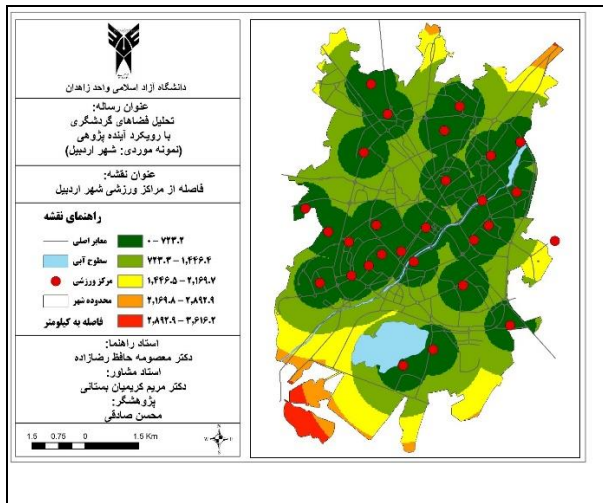 دانشگاه آزاد اسلامی واحد زاهدان
عنوان رساله:
تحلیل فضاهای گردشگری
با رویکرد آینده پژوهی
(نمونه موردی: شهر اردبیل)
عنوان نقشه:
فاصله از مراکز ورزشی شهر اردبیل
راهنمای نقشه
معابر اصلی ۰ – ۷۲۳.۲
سطوح آبی ۷۲۳.۳ – ۱,۴۴۶.۴
مرکز ورزشی ۱,۴۴۶.۵ – ۲,۱۶۹.۷
محدوده شهر ۲,۱۶۹.۸ – ۲,۸۹۲.۹
فاصله به کیلومتر ۲,۸۹۲.۹ – ۳,۶۱۶.۲
استاد راهنما:
دکتر معصومه حافظ رضازاده
استاد مشاور:
دکتر مریم کریمیان بستانی
پژوهشگر:
محسن صادقی
1.5 0.75 0 1.5 Km